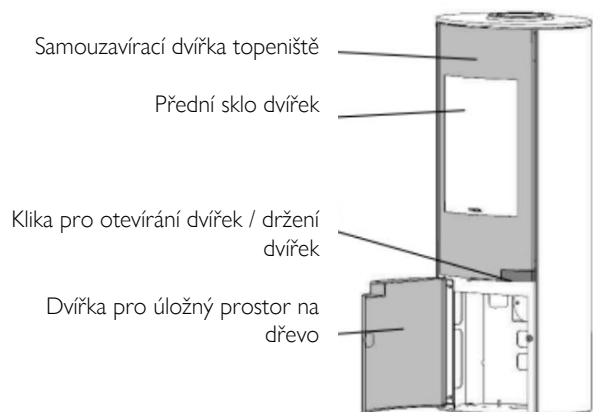 Samouzavírací dvířka topeniště
Přední sklo dvířek
Klika pro otevírání dvířek / držení
dvířek
Dvířka pro úložný prostor na
dřevo